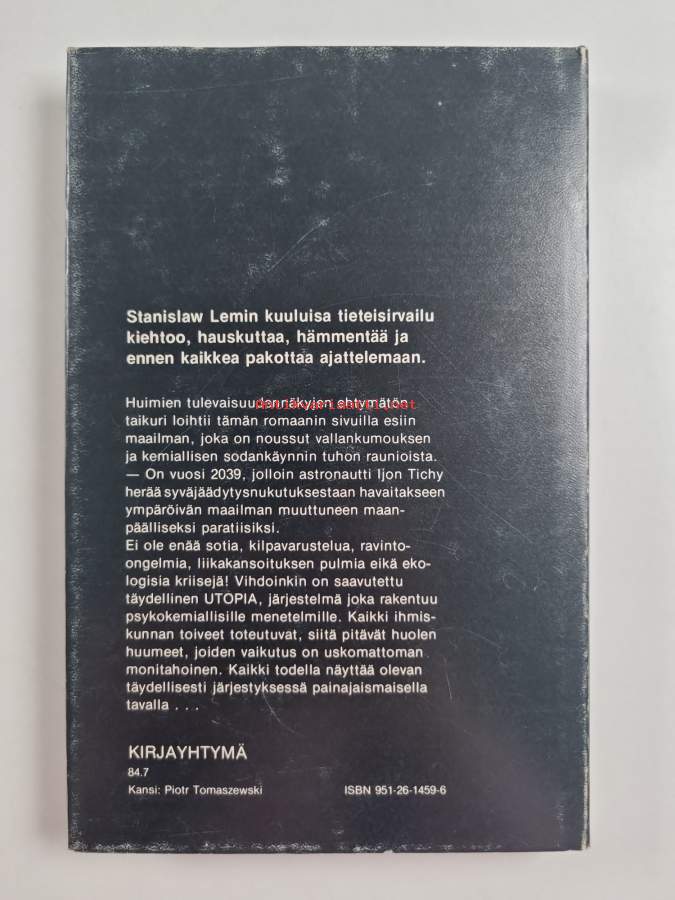 Stanislaw Lemin kuuluisa tieteisirvailu
kiehtoo, hauskuttaa, hämmentää ja
ennen kaikkea pakottaa ajattelemaan.
Huimien tulevaisuudennäkyjen ehtymätön
Antikvariaatti.net
taikuri loihtii tämän romaanin sivuilla esiin
maailman, joka on noussut vallankumouksen
ja kemiallisen sodankäynnin tuhon raunioista.
— On vuosi 2039, jolloin astronautti Ijon Tichy
herää syväjäädytysnukutuksestaan havaitakseen
ympäröivän maailman muuttuneen maan-
päälliseksi paratiisiksi.
Ei ole enää sotia, kilpavarustelua, ravinto-
ongelmia, liikakansoituksen pulmia eikä eko-
logisia kriisejä! Vihdoinkin on saavutettu
täydellinen UTOPIA, järjestelmä joka rakentuu
psykokemiallisille menetelmille. Kaikki ihmis-
kunnan toiveet toteutuvat, siitä pitävät huolen
huumeet, joiden vaikutus on uskomattoman
monitahoinen. Kaikki todella näyttää olevan
täydellisesti järjestyksessä painajaismaisella
tavalla . . .
KIRJAYHTYMÄ
84.7
Kansi: Piotr Tomaszewski ISBN 951-26-1459-6